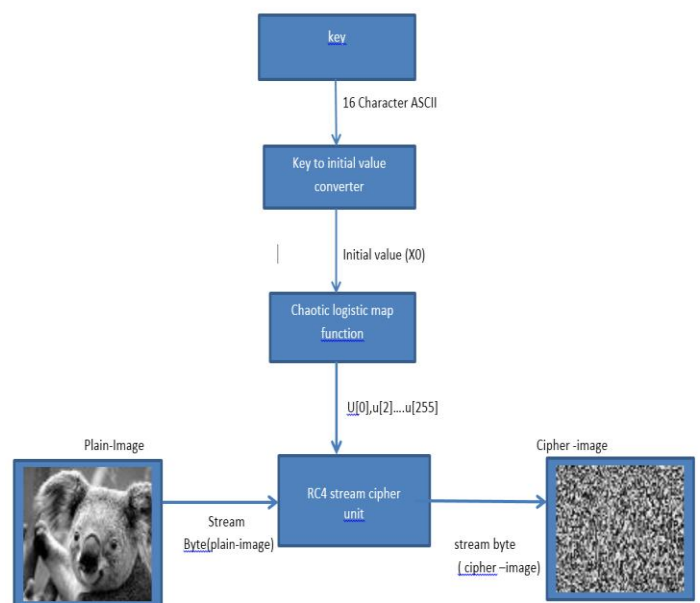 key
16 Character ASCII
Key to initial value
converter
Initial value (X0)
Chaotic logistic map
function
U[0],u[2]....u[255]
Plain-Image
Cipher -image
RC4 stream cipher
unit
Stream
Byte(plain-image)
stream byte
( cipher –image)